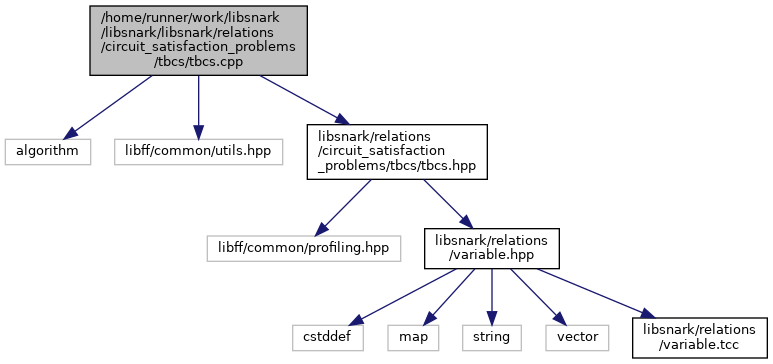 /home/runner/work/libsnark
/libsnark/libsnark/relations
/circuit_satisfaction_problems
/tbcs/tbcs.cpp
algorithm
libff/common/utils.hpp
libsnark/relations
/circuit_satisfaction
_problems/tbcs/tbcs.hpp
libff/common/profiling.hpp
libsnark/relations
/variable.hpp
cstddef
map
string
vector
libsnark/relations
/variable.tcc